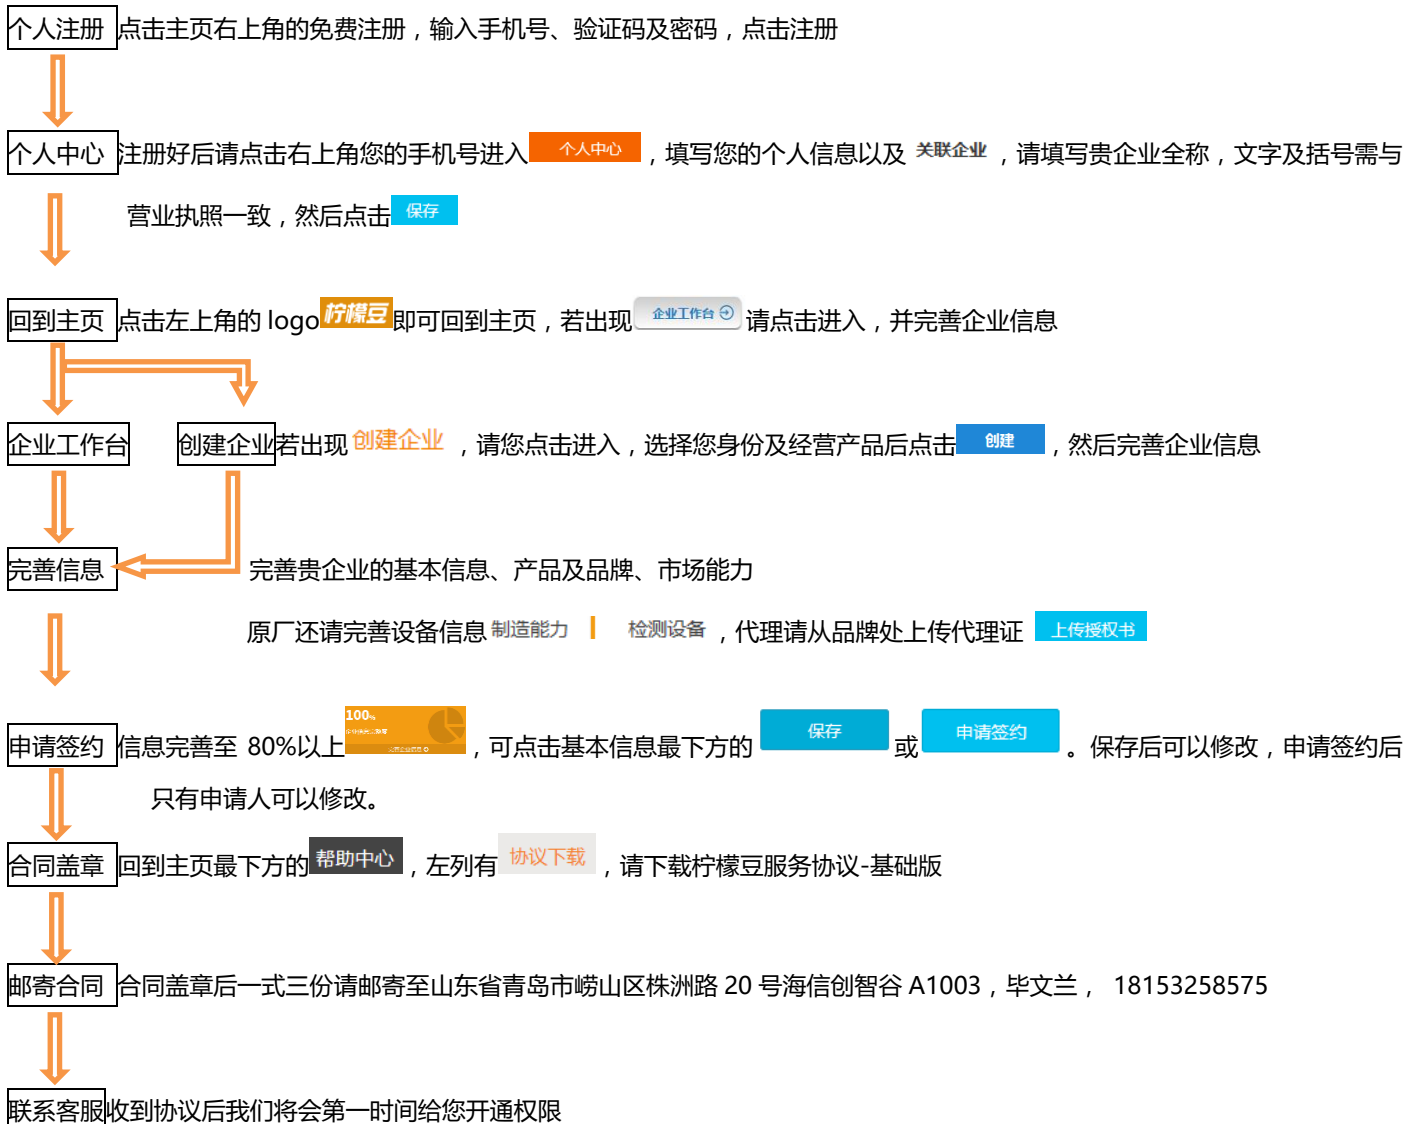 个人注册 点击主页右上角的免费注册，输入手机号、验证码及密码，点击注册
个人中心 注册好后请点击右上角您的手机号进入 个人中心 ，填写您的个人信息以及 关联企业 ，请填写贵企业全称，文字及括号需与
营业执照一致，然后点击 保存
回到主页 点击左上角的 logo 柠檬豆 即可回到主页，若出现 企业工作台 请点击进入，并完善企业信息
企业工作台 创建企业 若出现 创建企业 ，请您点击进入，选择您身份及经营产品后点击 创建 ，然后完善企业信息
完善信息 完善贵企业的基本信息、产品及品牌、市场能力
原厂还请完善设备信息 制造能力 检测设备 ，代理请从品牌处上传代理证 上传授权书
申请签约 信息完善至 80%以上 100% ，可点击基本信息最下方的 保存 或 申请签约 。保存后可以修改，申请签约后
只有申请人可以修改。
合同盖章 回到主页最下方的 帮助中心 ，左列有 协议下载 ，请下载柠檬豆服务协议-基础版
邮寄合同 合同盖章后一式三份请邮寄至山东省青岛市崂山区株洲路 20 号海信创智谷 A1003，毕文兰， 18153258575
联系客服 收到协议后我们将会第一时间给您开通权限